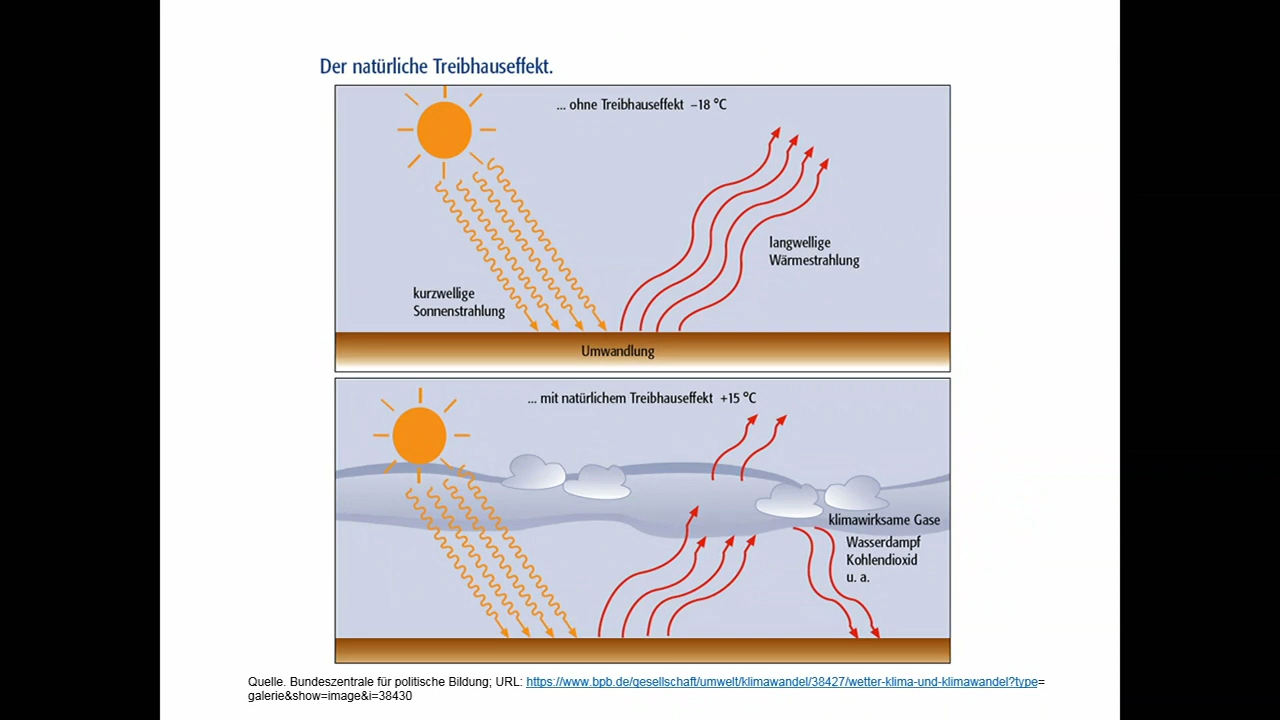 Der natürliche Treibhauseffekt.
... ohne Treibhauseffekt –18 °C
langwellige
Wärmestrahlung
kurzwellige
Sonnenstrahlung
Umwandlung
... mit natürlichem Treibhauseffekt +15 °C
klimawirksame Gase
Wasserdampf
Kohlendioxid
u. a.
Quelle. Bundeszentrale für politische Bildung; URL: https://www.bpb.de/gesellschaft/umwelt/klimawandel/38427/wetter-klima-und-klimawandel?type=
galerie&show=image&i=38430